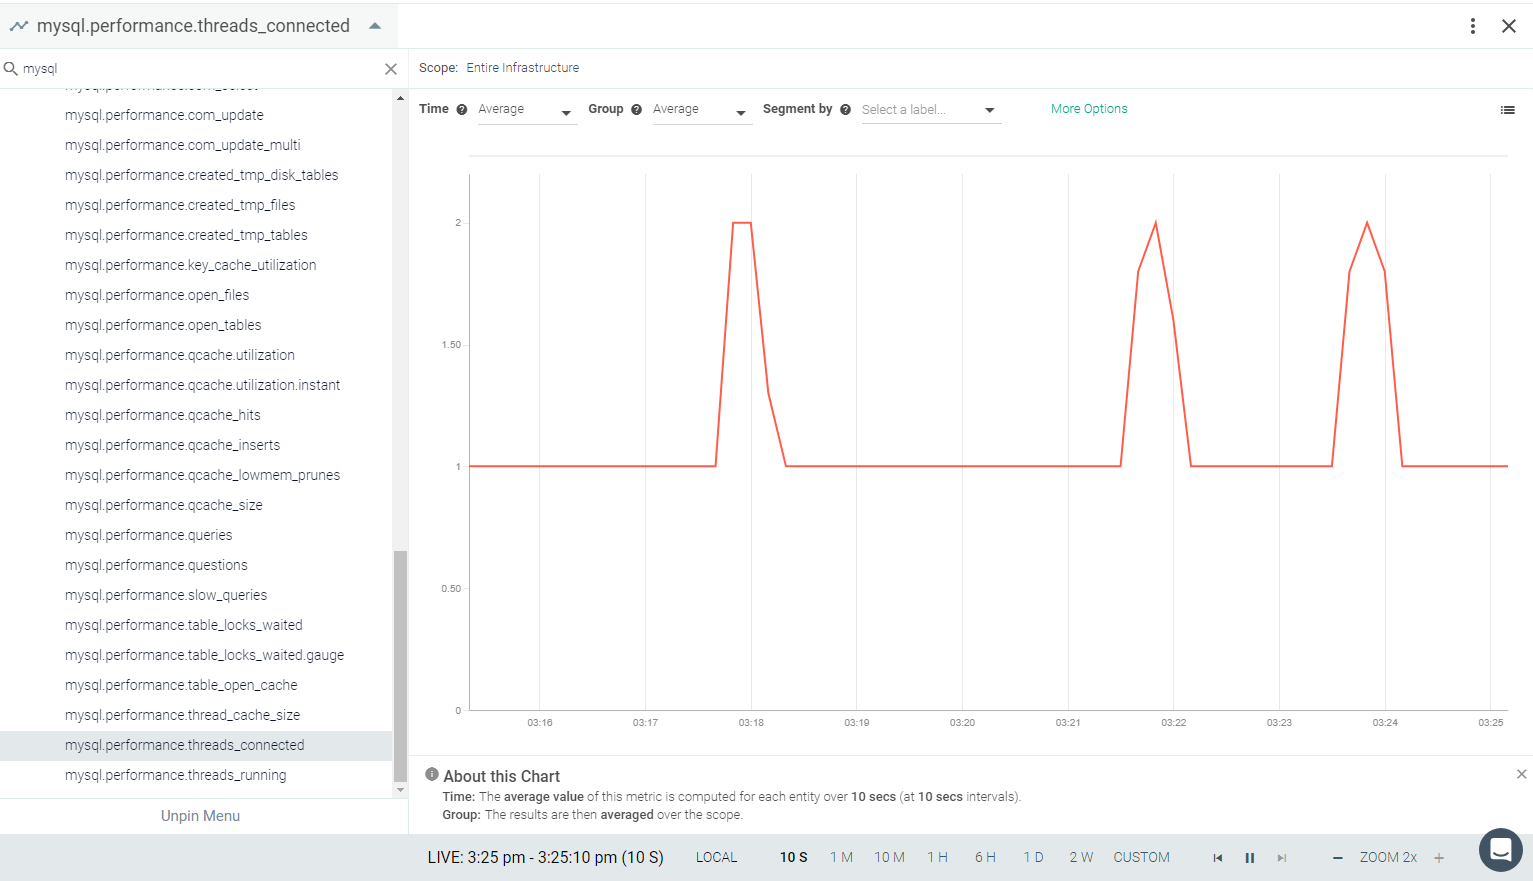 mysql.performance.threads_connected
mysql
mysql.performance.com_select
mysql.performance.com_update
mysql.performance.com_update_multi
mysql.performance.created_tmp_disk_tables
mysql.performance.created_tmp_files
mysql.performance.created_tmp_tables
mysql.performance.key_cache_utilization
mysql.performance.open_files
mysql.performance.open_tables
mysql.performance.qcache.utilization
mysql.performance.qcache.utilization.instant
mysql.performance.qcache_hits
mysql.performance.qcache_inserts
mysql.performance.qcache_lowmem_prunes
mysql.performance.qcache_size
mysql.performance.queries
mysql.performance.questions
mysql.performance.slow_queries
mysql.performance.table_locks_waited
mysql.performance.table_locks_waited.gauge
mysql.performance.table_open_cache
mysql.performance.thread_cache_size
mysql.performance.threads_connected
mysql.performance.threads_running
Unpin Menu
Scope: Entire Infrastructure
Time ? Average Group ? Average Segment by ? Select a label... More Options
2
1.50
1
0.50
0
03:16 03:17 03:18 03:19 03:20 03:21 03:22 03:23 03:24 03:25
About this Chart
Time: The average value of this metric is computed for each entity over 10 secs (at 10 secs intervals).
Group: The results are then averaged over the scope.
LIVE: 3:25 pm - 3:25:10 pm (10 S) LOCAL 10 S 1 M 10 M 1 H 6 H 1 D 2 W CUSTOM ZOOM 2x